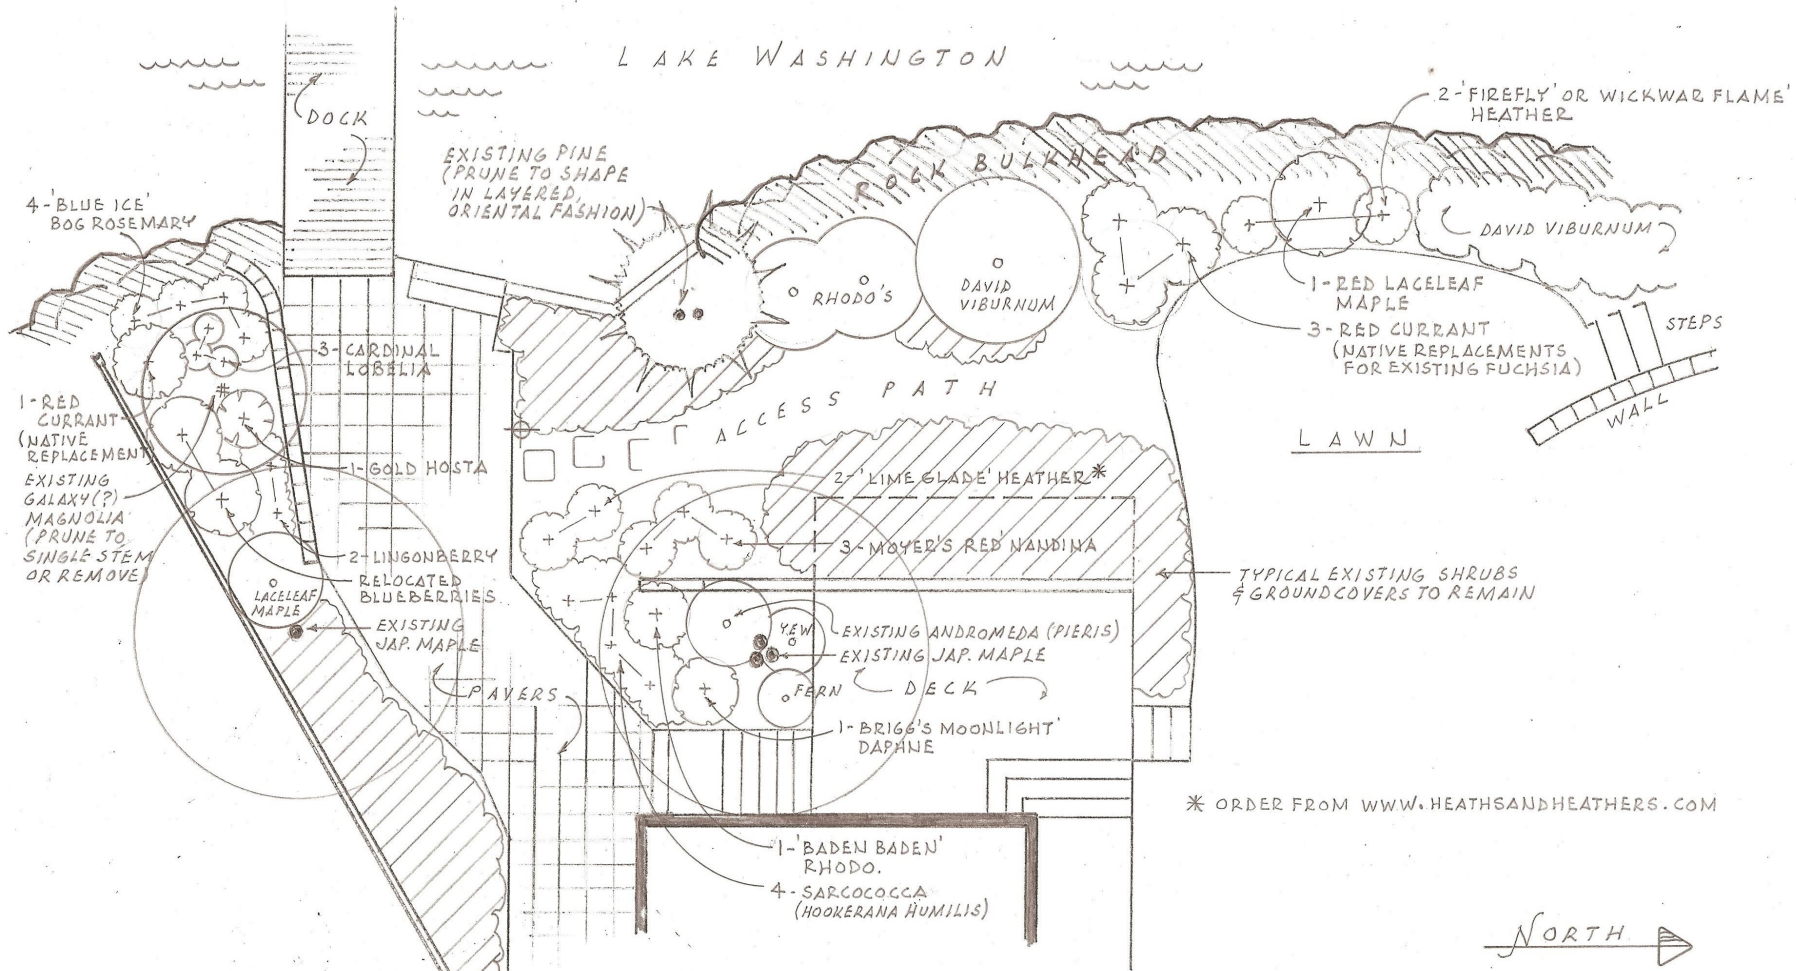 LAKE WASHINGTON
DOCK
EXISTING PINE
(PRUNE TO SHAPE
IN LAYERED,
ORIENTAL FASHION)
ROCK BULKHEAD
2-'FIREFLY' OR WICKWAR FLAME'
HEATHER
4-'BLUE ICE'
BOG ROSEMARY
RHODO'S
DAVID
VIBURNUM
DAVID VIBURNUM
1-RED LACELEAF
MAPLE
3-RED CURRANT
(NATIVE REPLACEMENTS
FOR EXISTING FUCHSIA)
STEPS
WALL
LAWN
3-CARDINAL
LOBELIA
1-RED
CURRANT
(NATIVE
REPLACEMENT)
EXISTING
GALAXY(?)
MAGNOLIA
(PRUNE TO
SINGLE STEM
OR REMOVE)
ACCESS PATH
1-GOLD HOSTA
2-'LIME GLADE' HEATHER*
3-MOYER'S RED' NANDINA
2-LINGONBERRY
RELOCATED
BLUEBERRIES
LACELEAF
MAPLE
EXISTING
JAP. MAPLE
PAVERS
YEW
EXISTING ANDROMEDA (PIERIS)
EXISTING JAP. MAPLE
FERN
DECK
1-BRIGG'S MOONLIGHT'
DAPHNE
TYPICAL EXISTING SHRUBS
& GROUNDCOVERS TO REMAIN
* ORDER FROM WWW.HEATHSANDHEATHERS.COM
1-'BADEN BADEN'
RHODO.
4-SARCOCOCCA
(HOOKERANA HUMILIS)
NORTH